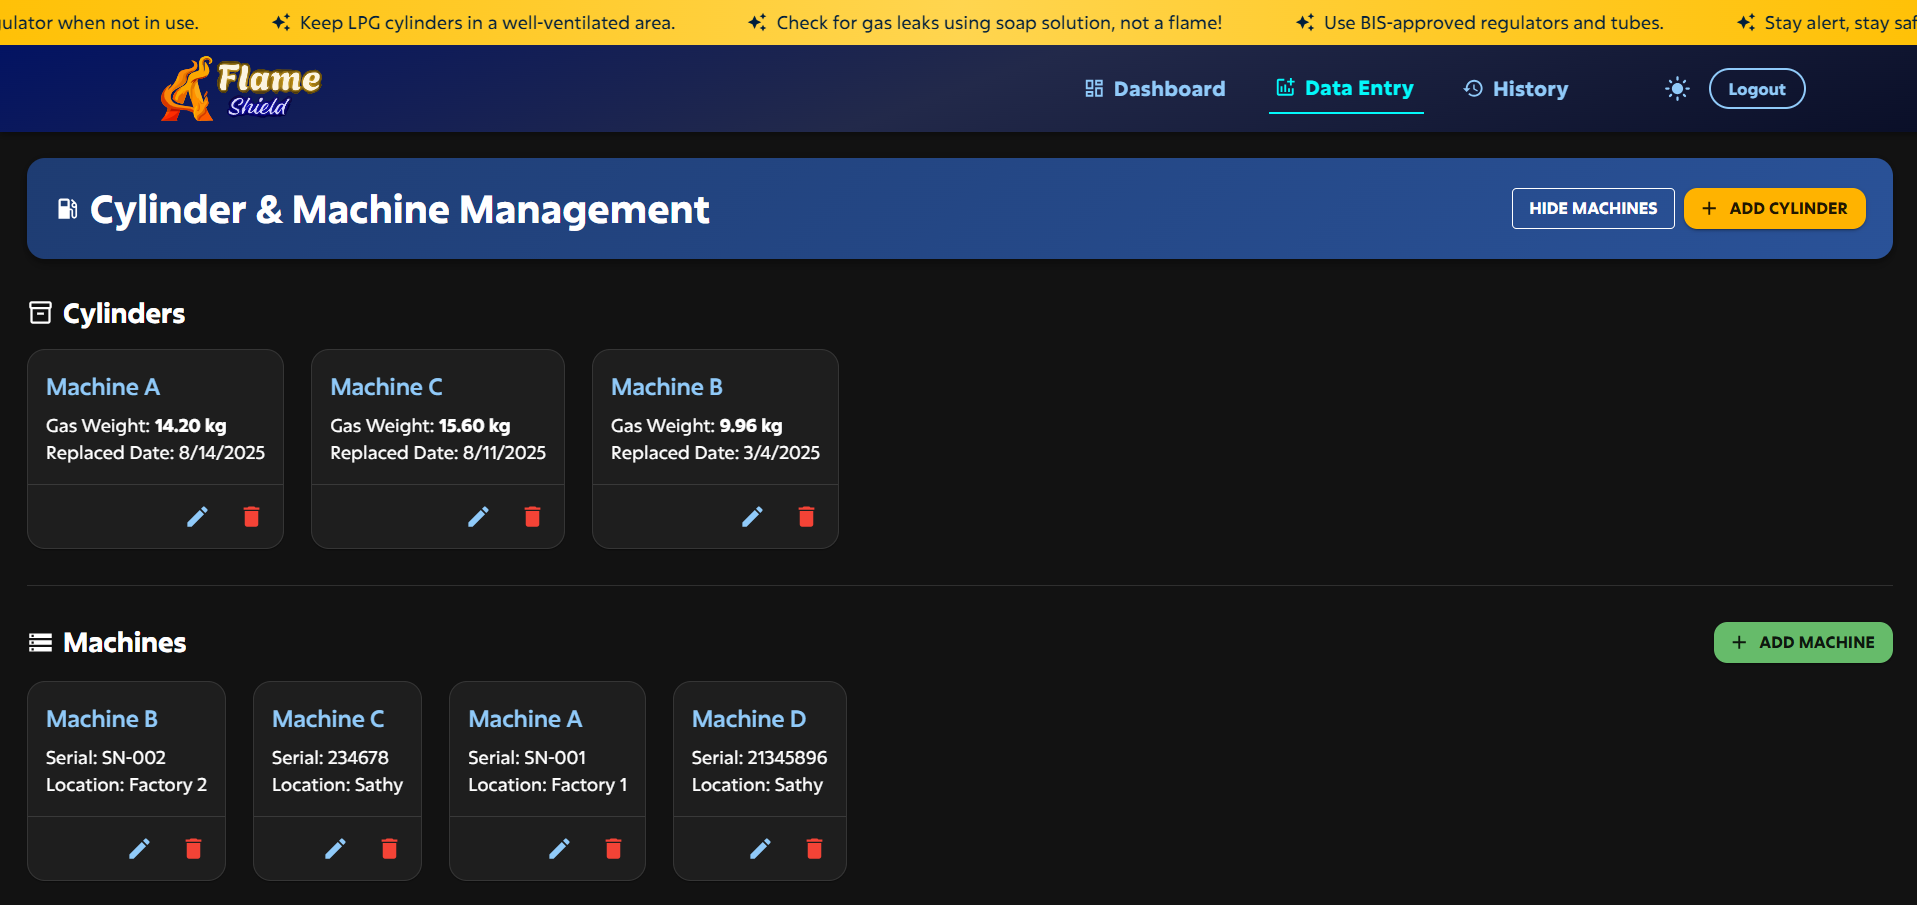 gulator when not in use. Keep LPG cylinders in a well-ventilated area. Check for gas leaks using soap solution, not a flame! Use BIS-approved regulators and tubes. Stay alert, stay saf
Flame
Shield
Dashboard
Data Entry
History
Logout
Cylinder & Machine Management
HIDE MACHINES
+ ADD CYLINDER
Cylinders
Machine A
Gas Weight: 14.20 kg
Replaced Date: 8/14/2025
Machine C
Gas Weight: 15.60 kg
Replaced Date: 8/11/2025
Machine B
Gas Weight: 9.96 kg
Replaced Date: 3/4/2025
Machines
+ ADD MACHINE
Machine B
Serial: SN-002
Location: Factory 2
Machine C
Serial: 234678
Location: Sathy
Machine A
Serial: SN-001
Location: Factory 1
Machine D
Serial: 21345896
Location: Sathy